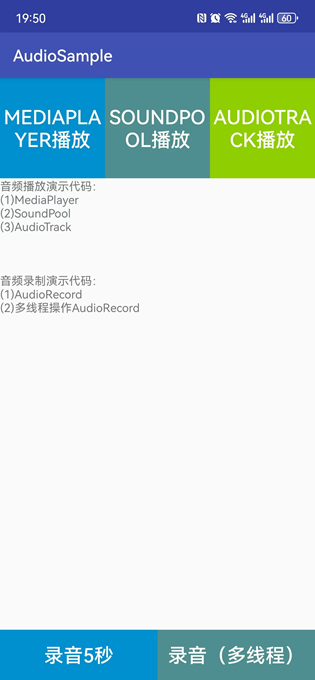 19:50
4G 4G 60
AudioSample
MEDIAPLA
YER播放
SOUNDPO
OL播放
AUDIOTRA
CK播放
音频播放演示代码：
(1)MediaPlayer
(2)SoundPool
(3)AudioTrack
音频录制演示代码：
(1)AudioRecord
(2)多线程操作AudioRecord
录音5秒
录音（多线程）